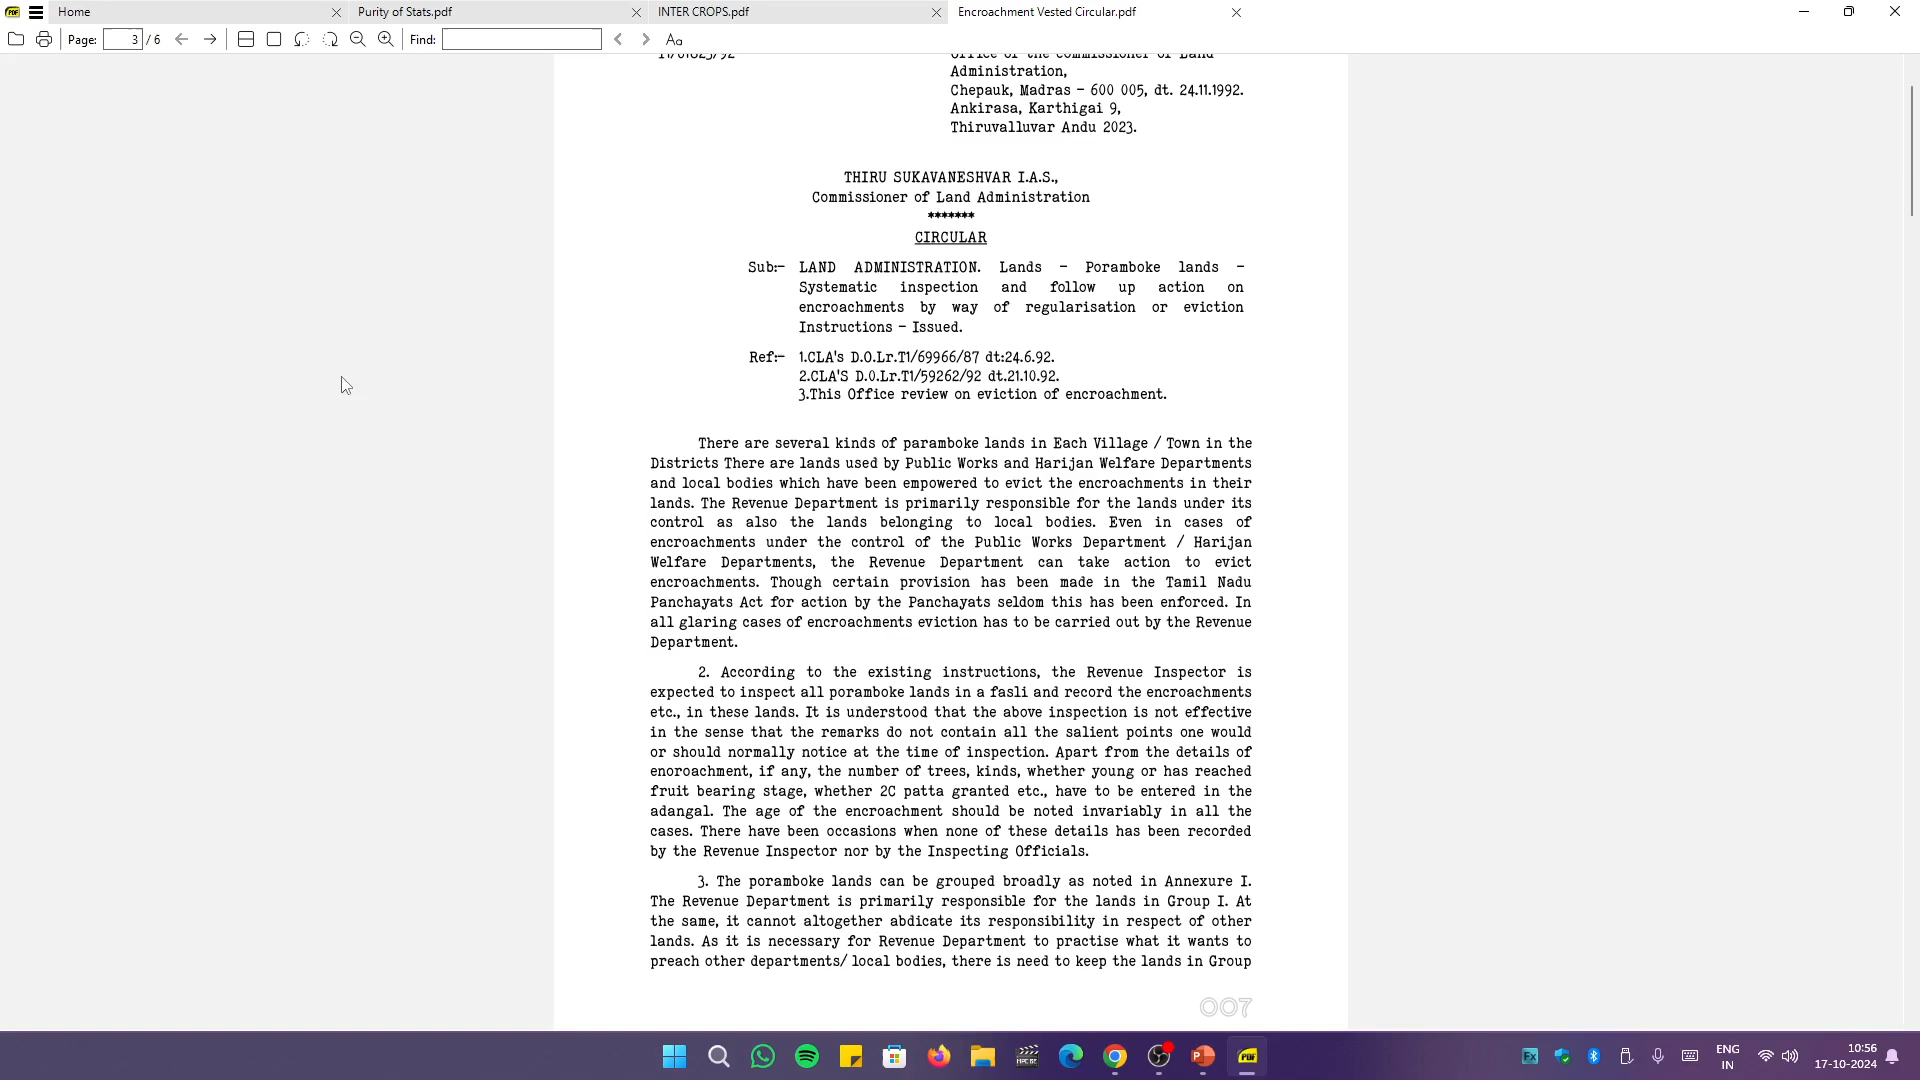 Home
Purity of Stats.pdf
INTER CROPS.pdf
Encroachment Vested Circular.pdf
Page: 3 / 6
Find:
Aa
Office of the Commissioner of Land
Administration,
Chepauk, Madras - 600 005, dt. 24.11.1992.
Ankirasa, Karthigai 9,
Thiruvalluvar Andu 2023.
THIRU SUKAVANESHVAR I.A.S.,
Commissioner of Land Administration
*******
CIRCULAR
Sub:- LAND ADMINISTRATION. Lands - Poramboke lands -
Systematic inspection and follow up action on
encroachments by way of regularisation or eviction
Instructions - Issued.
Ref:- 1.CLA's D.O.Lr.T1/69966/87 dt:24.6.92.
2.CLA'S D.O.Lr.T1/59262/92 dt.21.10.92.
3.This Office review on eviction of encroachment.
There are several kinds of paramboke lands in Each Village / Town in the
Districts There are lands used by Public Works and Harijan Welfare Departments
and local bodies which have been empowered to evict the encroachments in their
lands. The Revenue Department is primarily responsible for the lands under its
control as also the lands belonging to local bodies. Even in cases of
encroachments under the control of the Public Works Department / Harijan
Welfare Departments, the Revenue Department can take action to evict
encroachments. Though certain provision has been made in the Tamil Nadu
Panchayats Act for action by the Panchayats seldom this has been enforced. In
all glaring cases of encroachments eviction has to be carried out by the Revenue
Department.
2. According to the existing instructions, the Revenue Inspector is
expected to inspect all poramboke lands in a fasli and record the encroachments
etc., in these lands. It is understood that the above inspection is not effective
in the sense that the remarks do not contain all the salient points one would
or should normally notice at the time of inspection. Apart from the details of
enoroachment, if any, the number of trees, kinds, whether young or has reached
fruit bearing stage, whether 2C patta granted etc., have to be entered in the
adangal. The age of the encroachment should be noted invariably in all the
cases. There have been occasions when none of these details has been recorded
by the Revenue Inspector nor by the Inspecting Officials.
3. The poramboke lands can be grouped broadly as noted in Annexure I.
The Revenue Department is primarily responsible for the lands in Group I. At
the same, it cannot altogether abdicate its responsibility in respect of other
lands. As it is necessary for Revenue Department to practise what it wants to
preach other departments/ local bodies, there is need to keep the lands in Group
007
ENG
IN
10:56
17-10-2024